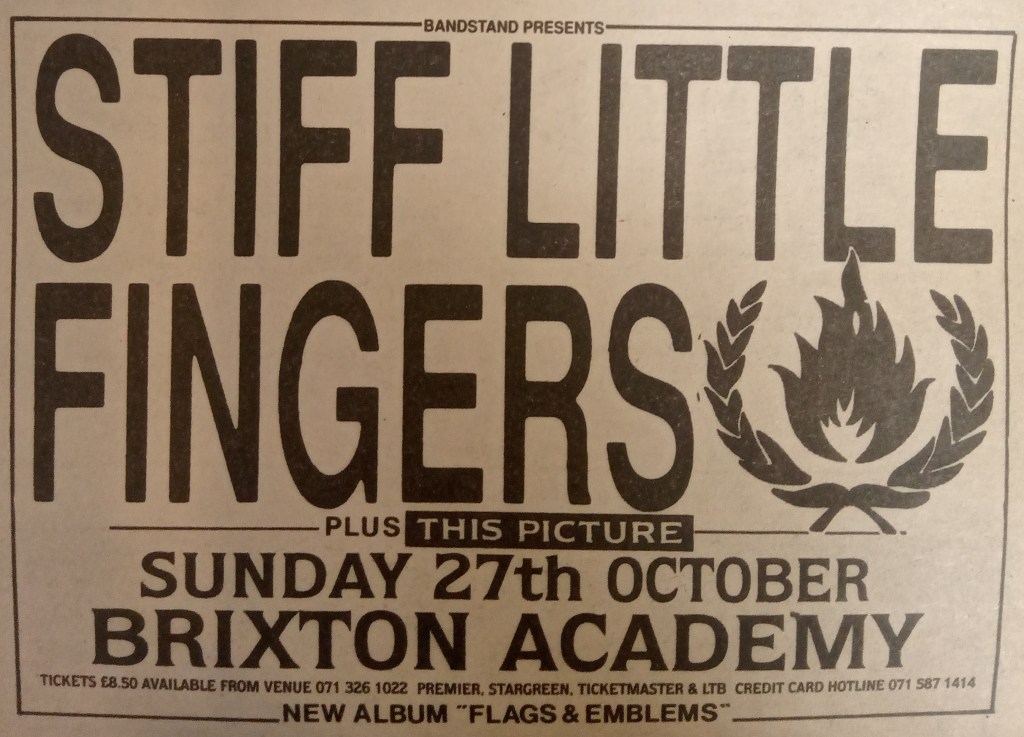 BANDSTAND PRESENTS
STIFF LITTLE
FINGERS
PLUS THIS PICTURE
SUNDAY 27th OCTOBER
BRIXTON ACADEMY
TICKETS £8.50 AVAILABLE FROM VENUE 071 326 1022 PREMIER, STARGREEN, TICKETMASTER & LTB CREDIT CARD HOTLINE 071 587 1414
NEW ALBUM "FLAGS & EMBLEMS"